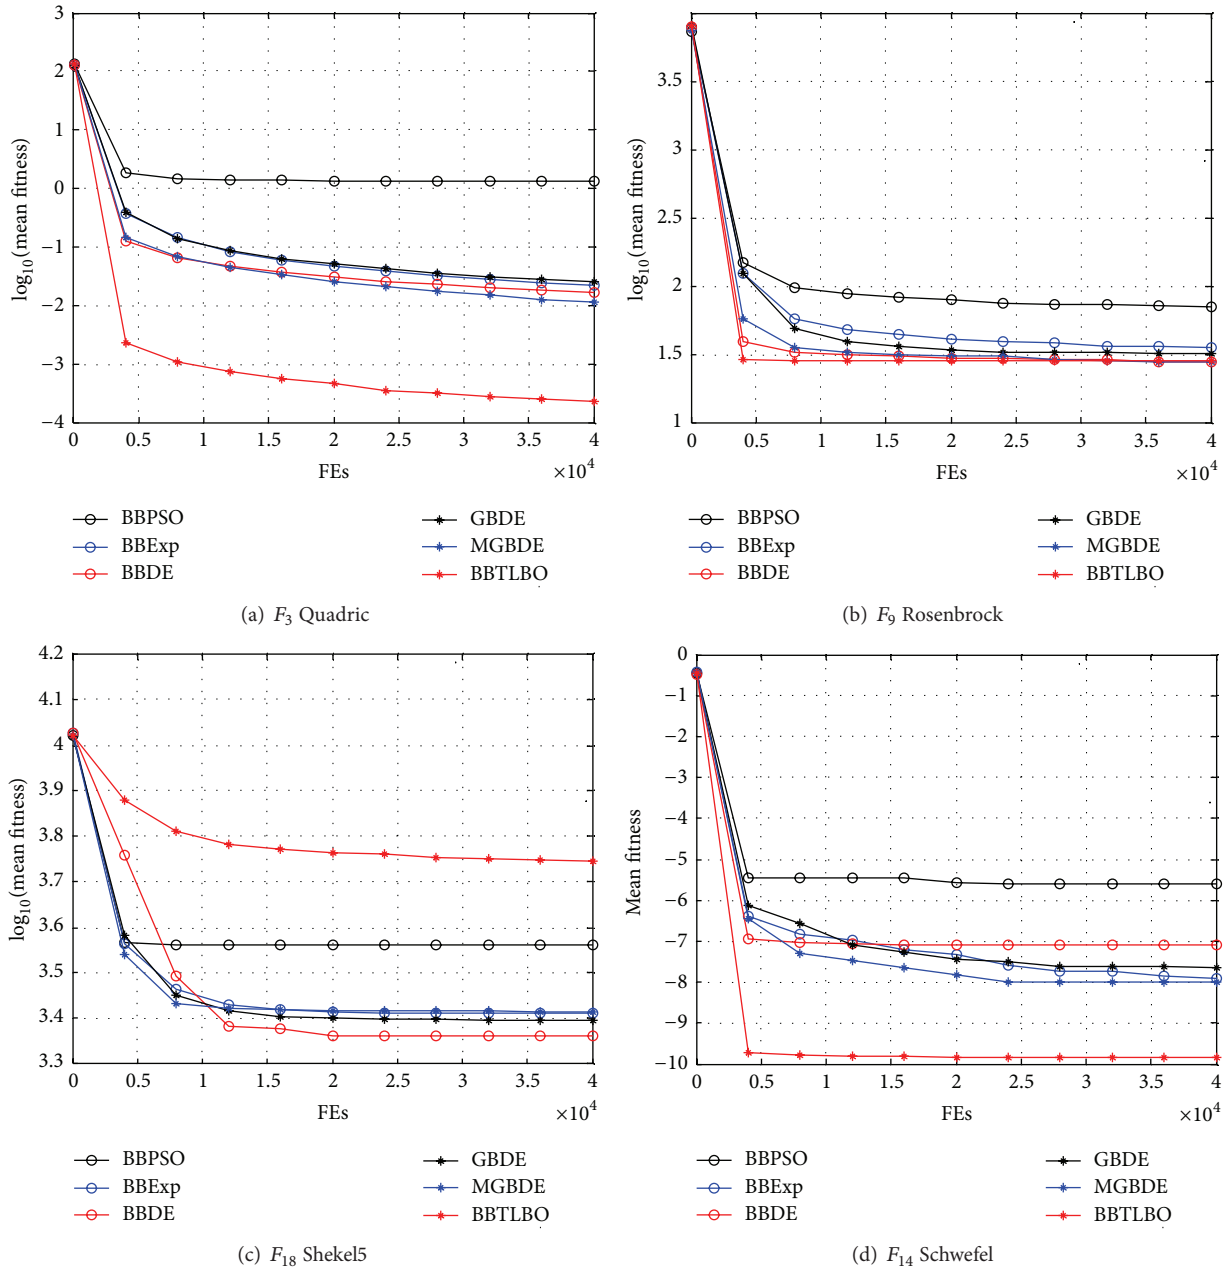 3
2
1
0
−1
−2
−3
−4
log10(mean fitness)
0 0.5 1 1.5 2 2.5 3 3.5 4
FEs
×10^4
BBPSO
BBExp
BBDE
GBDE
MGBDE
BBTLBO
(a) F3 Quadric
3.5
3
2.5
2
1.5
1
log10(mean fitness)
0 0.5 1 1.5 2 2.5 3 3.5 4
FEs
×10^4
BBPSO
BBExp
BBDE
GBDE
MGBDE
BBTLBO
(b) F9 Rosenbrock
4.2
4.1
4
3.9
3.8
3.7
3.6
3.5
3.4
3.3
log10(mean fitness)
0 0.5 1 1.5 2 2.5 3 3.5 4
FEs
×10^4
BBPSO
BBExp
BBDE
GBDE
MGBDE
BBTLBO
(c) F18 Shekel5
0
−1
−2
−3
−4
−5
−6
−7
−8
−9
−10
Mean fitness
0 0.5 1 1.5 2 2.5 3 3.5 4
FEs
×10^4
BBPSO
BBExp
BBDE
GBDE
MGBDE
BBTLBO
(d) F14 Schwefel